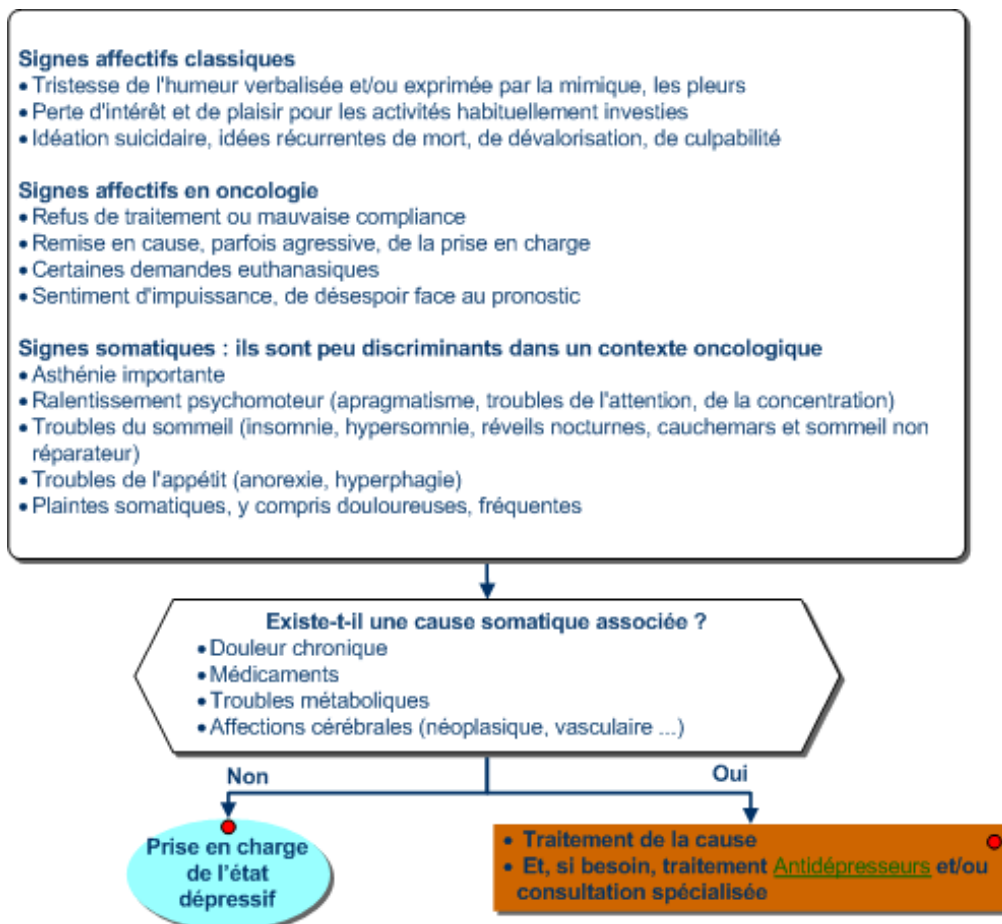 Signes affectifs classiques
• Tristesse de l'humeur verbalisée et/ou exprimée par la mimique, les pleurs
• Perte d'intérêt et de plaisir pour les activités habituellement investies
• Idéation suicidaire, idées récurrentes de mort, de dévalorisation, de culpabilité
Signes affectifs en oncologie
• Refus de traitement ou mauvaise compliance
• Remise en cause, parfois agressive, de la prise en charge
• Certaines demandes euthanasiques
• Sentiment d'impuissance, de désespoir face au pronostic
Signes somatiques : ils sont peu discriminants dans un contexte oncologique
• Asthénie importante
• Ralentissement psychomoteur (apragmatisme, troubles de l'attention, de la concentration)
• Troubles du sommeil (insomnie, hypersomnie, réveils nocturnes, cauchemars et sommeil non
réparateur)
• Troubles de l'appétit (anorexie, hyperphagie)
• Plaintes somatiques, y compris douloureuses, fréquentes
Existe-t-il une cause somatique associée ?
• Douleur chronique
• Médicaments
• Troubles métaboliques
• Affections cérébrales (néoplasique, vasculaire ...)
Non
Oui
Prise en charge
de l'état
dépressif
• Traitement de la cause
• Et, si besoin, traitement Antidépresseurs et/ou
consultation spécialisée